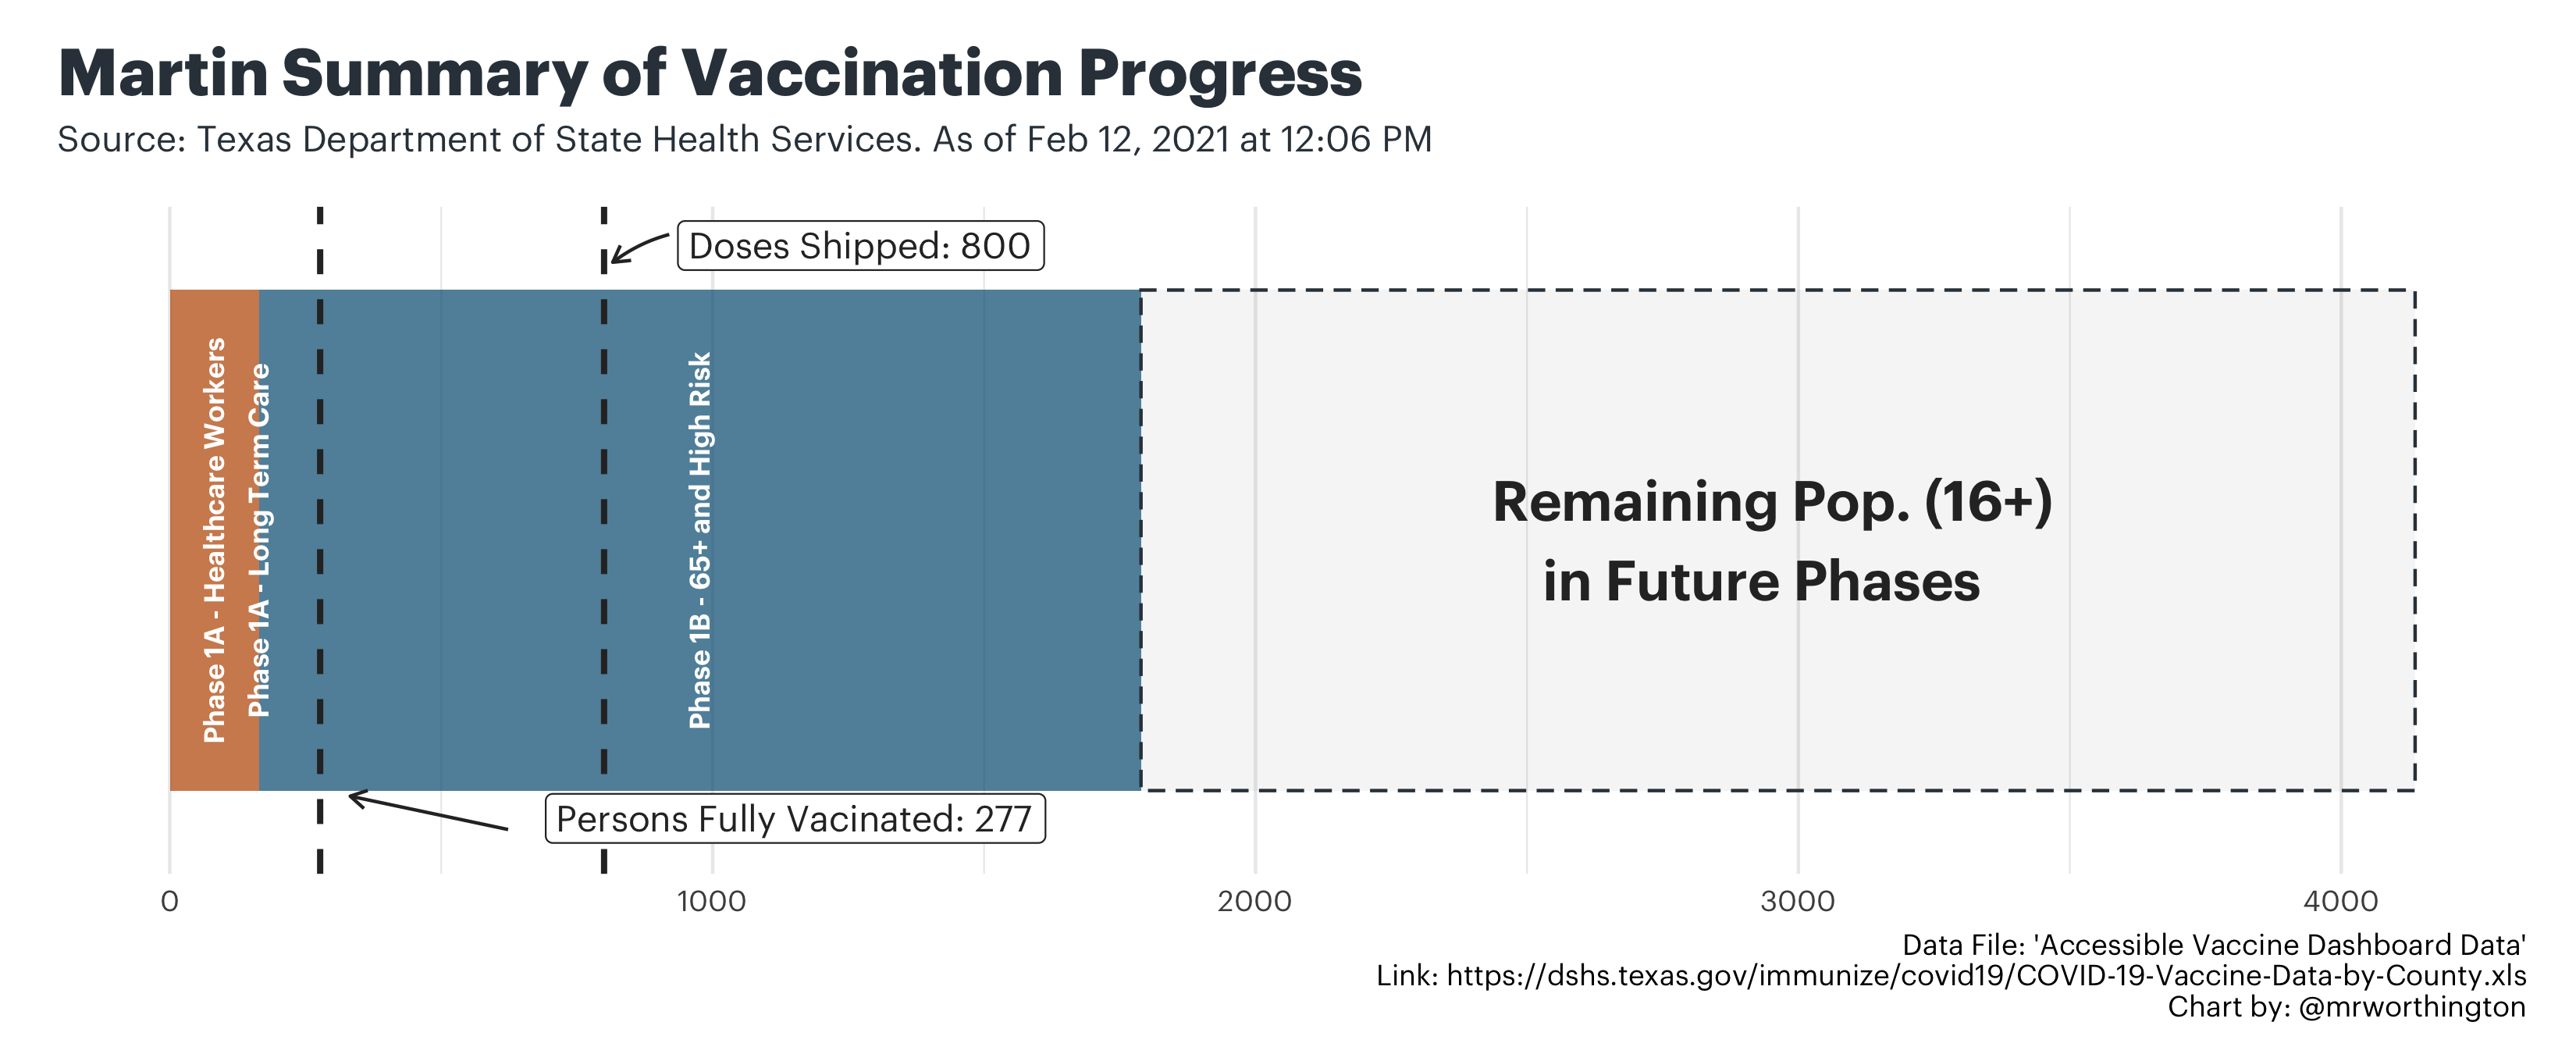 Martin Summary of Vaccination Progress
Source: Texas Department of State Health Services. As of Feb 12, 2021 at 12:06 PM
Doses Shipped: 800
Phase 1A - Healthcare Workers
Phase 1A - Long Term Care
Phase 1B - 65+ and High Risk
Remaining Pop. (16+)
in Future Phases
Persons Fully Vacinated: 277
0
1000
2000
3000
4000
Data File: 'Accessible Vaccine Dashboard Data'
Link: https://dshs.texas.gov/immunize/covid19/COVID-19-Vaccine-Data-by-County.xls
Chart by: @mrworthington